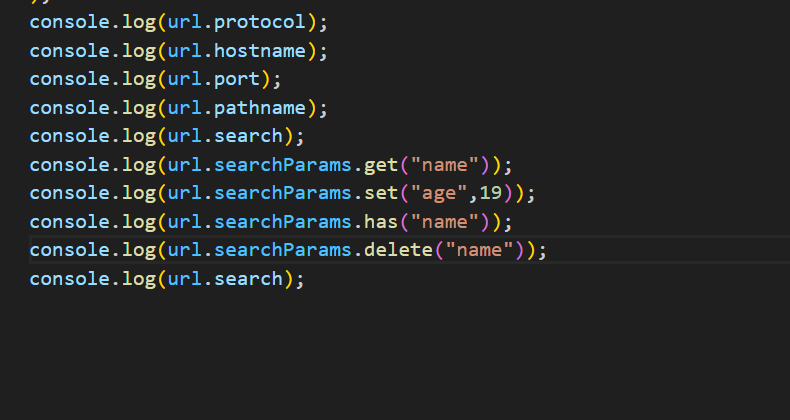 );
console.log(url.protocol);
console.log(url.hostname);
console.log(url.port);
console.log(url.pathname);
console.log(url.search);
console.log(url.searchParams.get("name"));
console.log(url.searchParams.set("age",19));
console.log(url.searchParams.has("name"));
console.log(url.searchParams.delete("name"));
console.log(url.search);